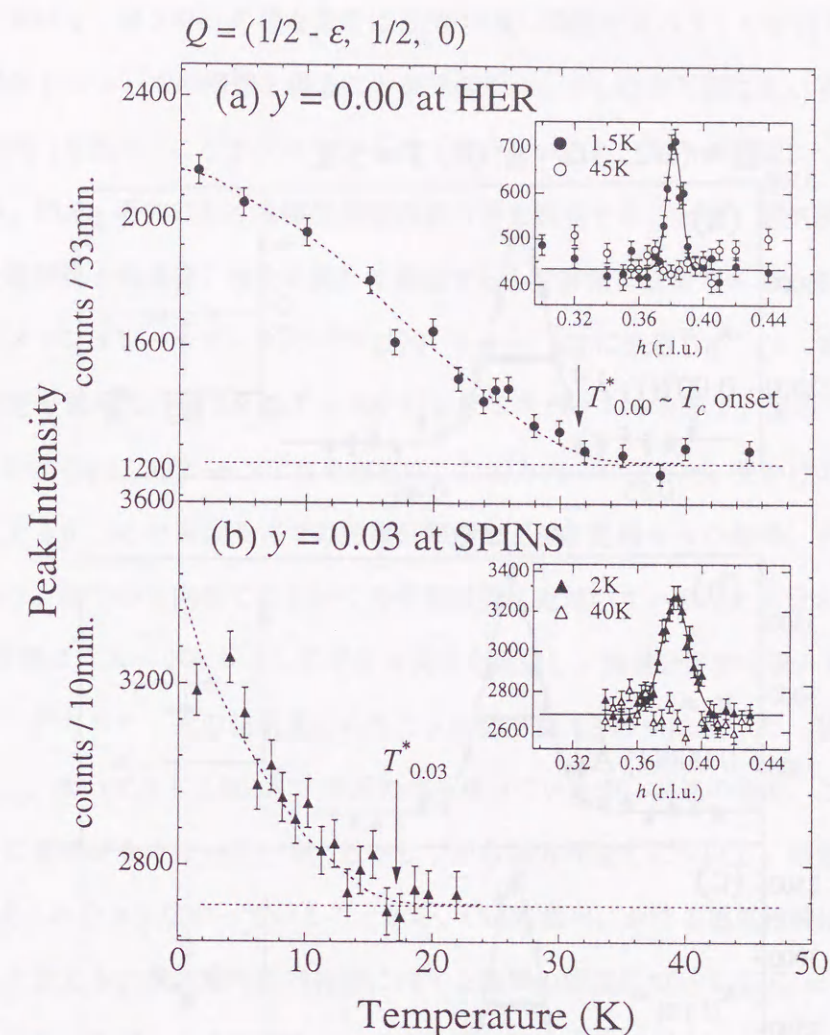 Q = (1/2 - ε, 1/2, 0)
(a) y = 0.00 at HER
2400
2000
1600
1200
counts 33min.
1.5K
45K
700
600
500
400
0.32
0.36
0.40
0.44
h (r.l.u.)
T*0.00 ~ Tc onset
Peak Intensity
3600
(b) y = 0.03 at SPINS
3200
2800
counts / 10min.
2K
40K
3400
3200
3000
2800
2600
0.32
0.36
0.40
0.44
h (r.l.u.)
T*0.03
0
10
20
30
40
50
Temperature (K)